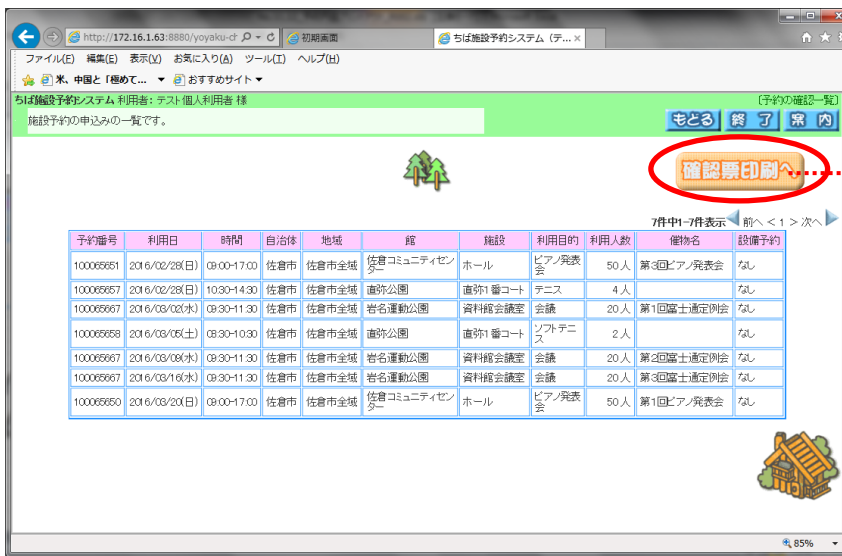 http://172.16.1.63:8880/yoyaku-ch
初期画面
ちば施設予約システム (テ...
ファイル(F) 編集(E) 表示(V) お気に入り(A) ツール(T) ヘルプ(H)
米、中国と「極めて... おすすめサイト
ちば施設予約システム 利用者: テスト個人利用者 様 〔予約の確認一覧〕
施設予約の申込みの一覧です。
もどる 終了 案内
確認票印刷へ
7件中1-7件表示 前へ < 1 > 次へ
予約番号 利用日 時間 自治体 地域 館 施設 利用目的 利用人数 催物名 設備予約
100065651 2016/02/28(日) 09:00-17:00 佐倉市 佐倉市全域 佐倉コミュニティセンター ホール ピアノ発表会 50人 第3回ピアノ発表会 なし
100065657 2016/02/28(日) 10:30-14:30 佐倉市 佐倉市全域 直弥公園 直弥1番コート テニス 4人 なし
100065667 2016/03/02(水) 09:30-11:30 佐倉市 佐倉市全域 岩名運動公園 資料館会議室 会議 20人 第1回富士通定例会 なし
100065658 2016/03/05(土) 08:30-10:30 佐倉市 佐倉市全域 直弥公園 直弥1番コート ソフトテニス 2人 なし
100065667 2016/03/09(水) 09:30-11:30 佐倉市 佐倉市全域 岩名運動公園 資料館会議室 会議 20人 第2回富士通定例会 なし
100065667 2016/03/16(水) 09:30-11:30 佐倉市 佐倉市全域 岩名運動公園 資料館会議室 会議 20人 第3回富士通定例会 なし
100065650 2016/03/20(日) 09:00-17:00 佐倉市 佐倉市全域 佐倉コミュニティセンター ホール ピアノ発表会 50人 第1回ピアノ発表会 なし
85%